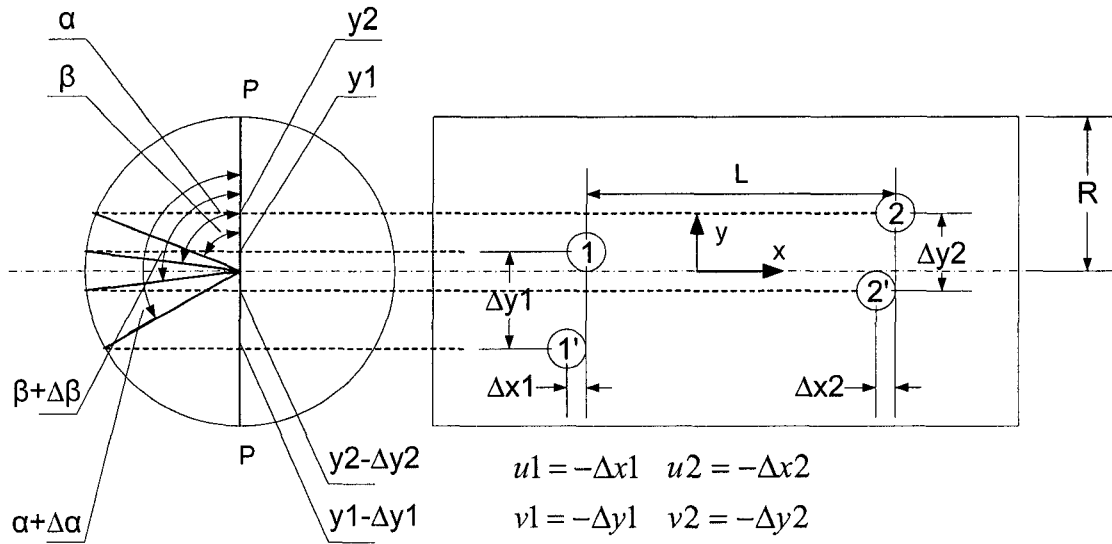 α
y2
β
P
y1
L
R
2
y
1
x
Δy2
Δy1
2'
1'
Δx1
Δx2
β+Δβ
P
y2-Δy2
u1 = −Δx1 u2 = −Δx2
α+Δα
y1-Δy1
v1 = −Δy1 v2 = −Δy2